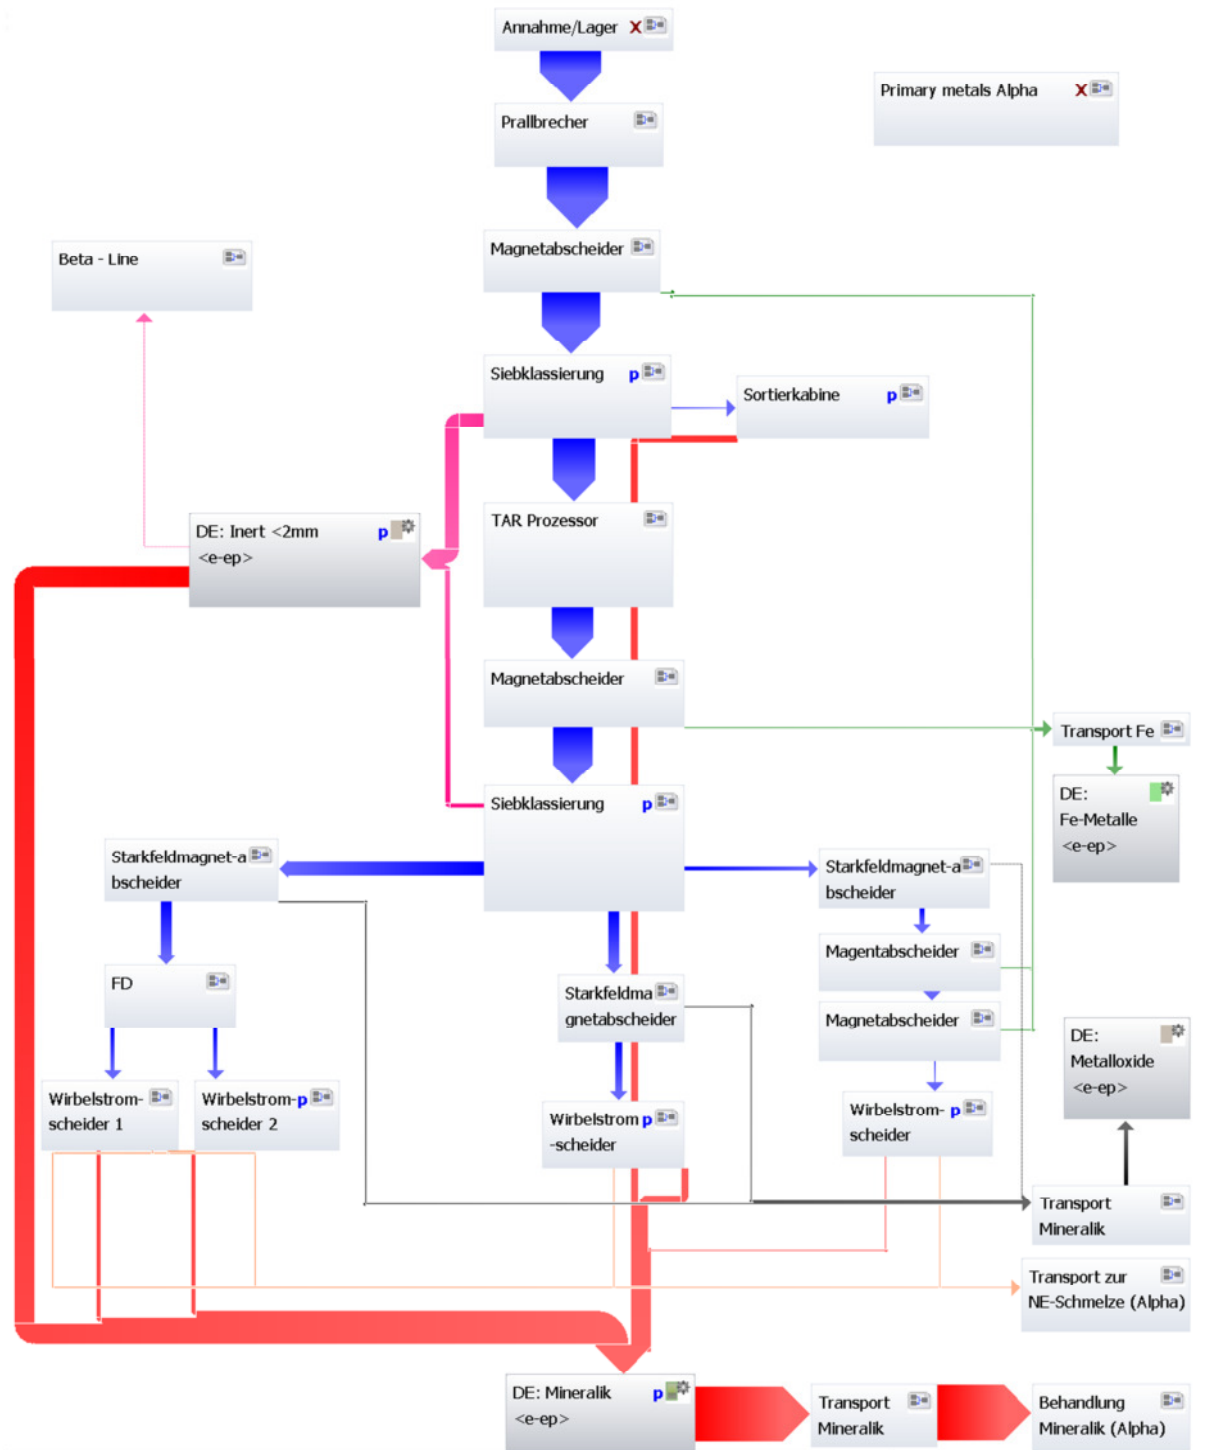 Annahme/Lager X
Primary metals Alpha X
Prallbrecher
Magnetabscheider
Beta - Line
Siebklassierung p
Sortierkabine p
DE: Inert <2mm p
<e-ep>
TAR Prozessor
Magnetabscheider
Transport Fe
DE:
Fe-Metalle
<e-ep>
Siebklassierung p
Starkfeldmagnet-a
bscheider
Starkfeldmagnet-a
bscheider
Magentabscheider
FD
Starkfeldma
gnetabscheider
Magnetabscheider
DE:
Metalloxide
<e-ep>
Wirbelstrom-
scheider 1
Wirbelstrom-p
scheider 2
Wirbelstrom p
-scheider
Wirbelstrom- p
scheider
Transport
Mineralik
Transport zur
NE-Schmelze (Alpha)
DE: Mineralik p
<e-ep>
Transport
Mineralik
Behandlung
Mineralik (Alpha)